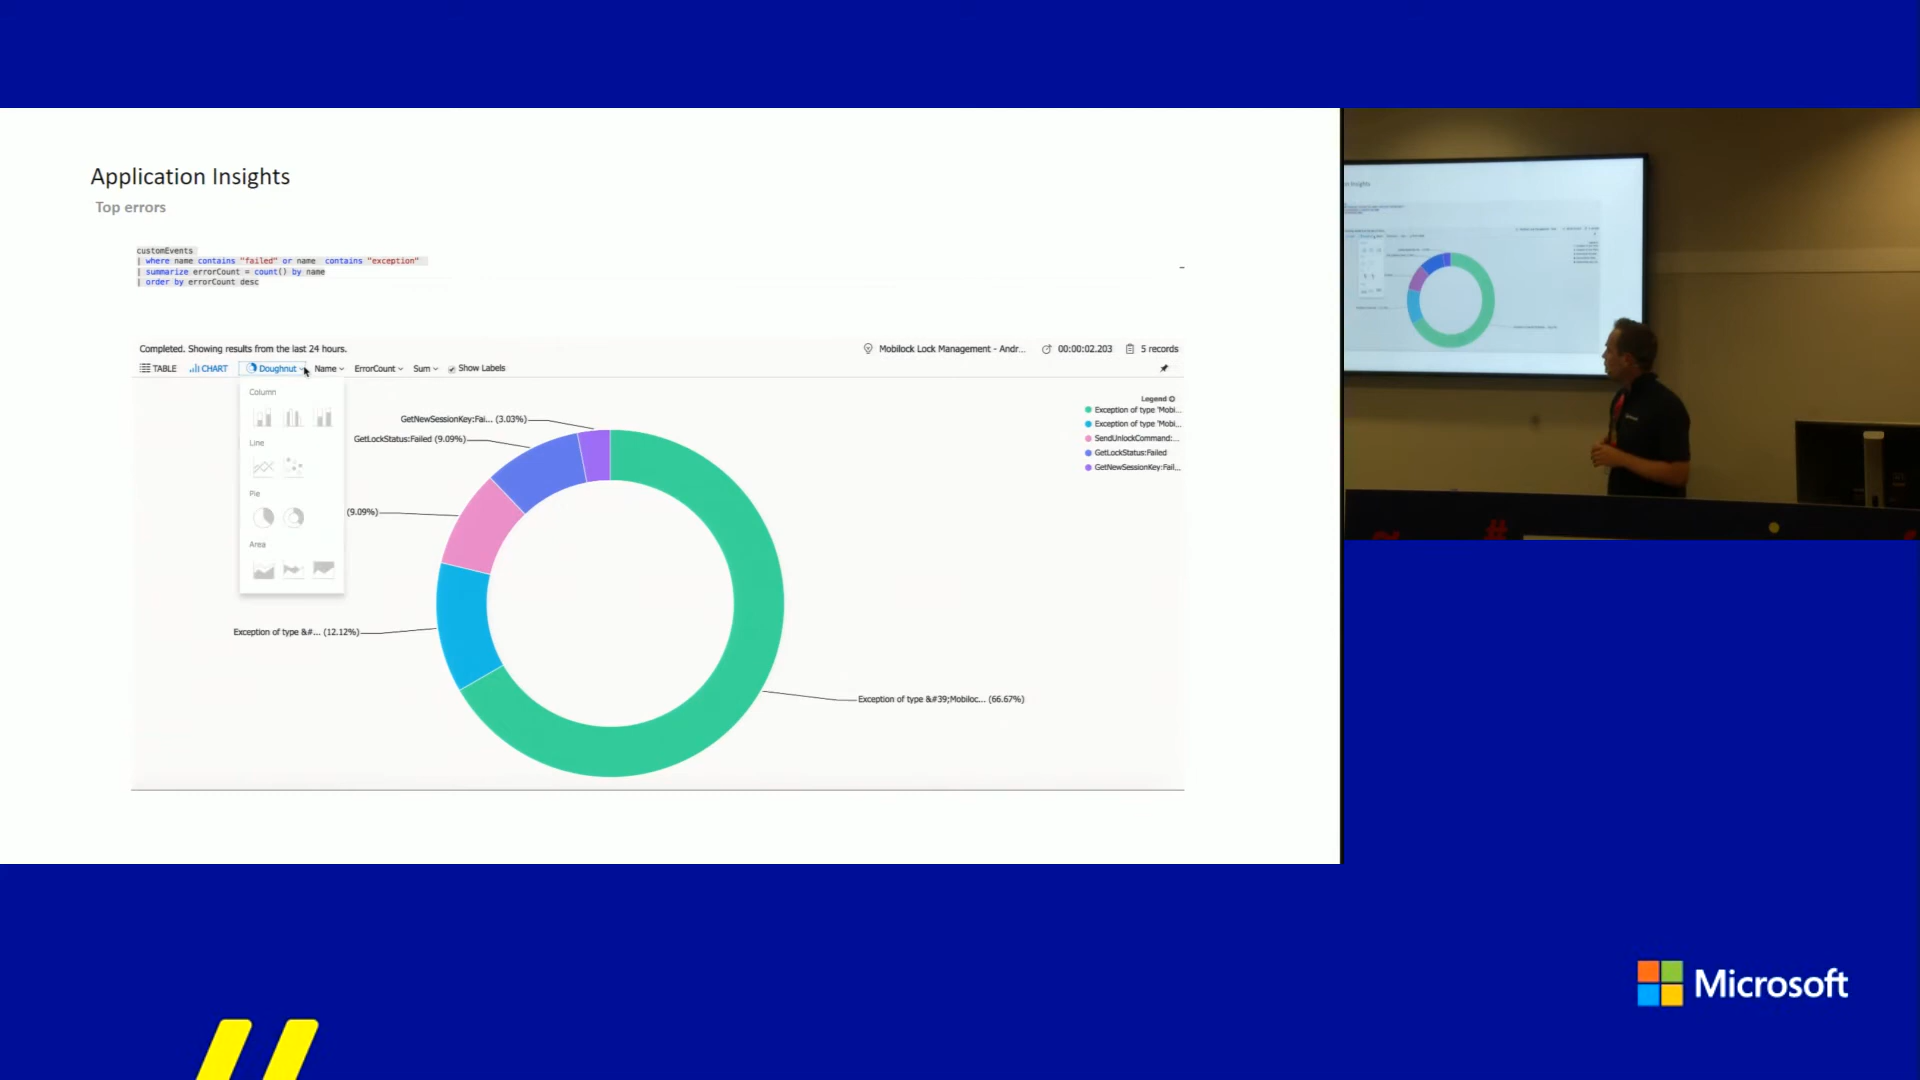 Application Insights
Top errors
customEvents
| where name contains "failed" or name contains "exception"
| summarize errorCount = count() by name
| order by errorCount desc
Completed. Showing results from the last 24 hours.
Mobilock Lock Management - Andr... 00:00:02.203 5 records
TABLE CHART Doughnut Name ErrorCount Sum Show Labels
Column
Line
Pie
Area
GetNewSessionKey:Fai... (3.03%)
GetLockStatus:Failed (9.09%)
(9.09%)
Exception of type &#... (12.12%)
Exception of type &#39;Mobiloc... (66.67%)
Legend
Exception of type 'Mobi...
Exception of type 'Mobi...
SendUnlockCommand:...
GetLockStatus:Failed
GetNewSessionKey:Fail...
Microsoft